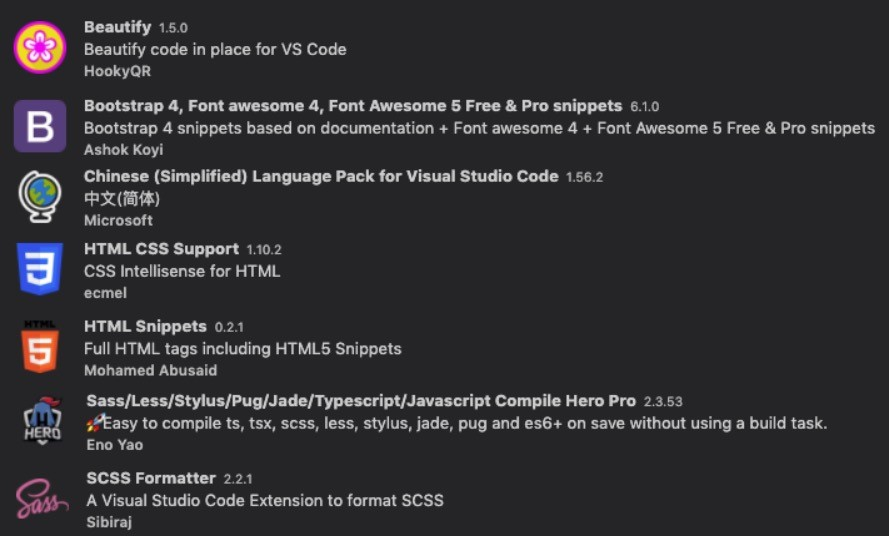 Beautify 1.5.0
Beautify code in place for VS Code
HookyQR
B
Bootstrap 4, Font awesome 4, Font Awesome 5 Free & Pro snippets 6.1.0
Bootstrap 4 snippets based on documentation + Font awesome 4 + Font Awesome 5 Free & Pro snippets
Ashok Koyi
Chinese (Simplified) Language Pack for Visual Studio Code 1.56.2
中文(简体)
Microsoft
3
HTML CSS Support 1.10.2
CSS Intellisense for HTML
ecmel
HTML
5
HTML Snippets 0.2.1
Full HTML tags including HTML5 Snippets
Mohamed Abusaid
HERO
Sass/Less/Stylus/Pug/Jade/Typescript/Javascript Compile Hero Pro 2.3.53
🚀Easy to compile ts, tsx, scss, less, stylus, jade, pug and es6+ on save without using a build task.
Eno Yao
Sass
SCSS Formatter 2.2.1
A Visual Studio Code Extension to format SCSS
Sibiraj